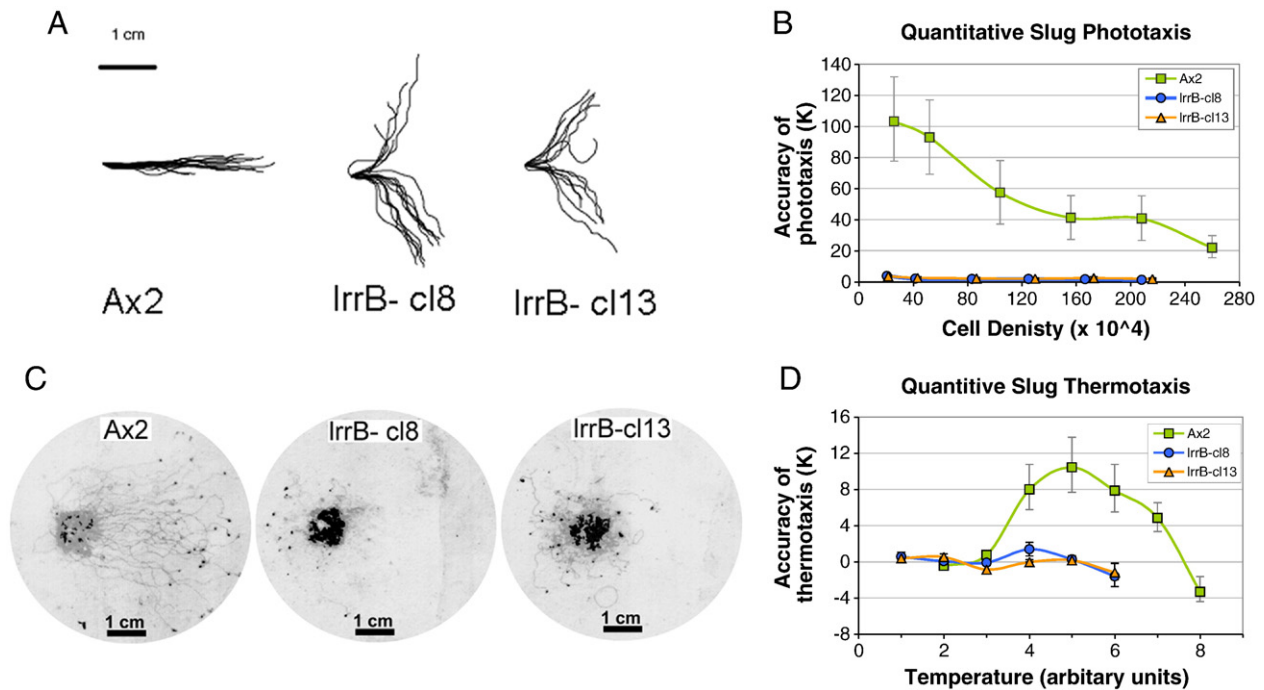 A
1 cm
Ax2
lrrB- cl8
lrrB- cl13
B
Quantitative Slug Phototaxis
140
120
100
80
60
40
20
0
Accuracy of
phototaxis (K)
Ax2
lrrB-cl8
lrrB-cl13
0 40 80 120 160 200 240 280
Cell Denisty (x 10^4)
C
Ax2
lrrB- cl8
lrrB-cl13
1 cm
1 cm
1 cm
D
Quantitive Slug Thermotaxis
16
12
8
4
0
-4
-8
Accuracy of
thermotaxis (K)
Ax2
lrrB-cl8
lrrB-cl13
0 2 4 6 8
Temperature (arbitary units)